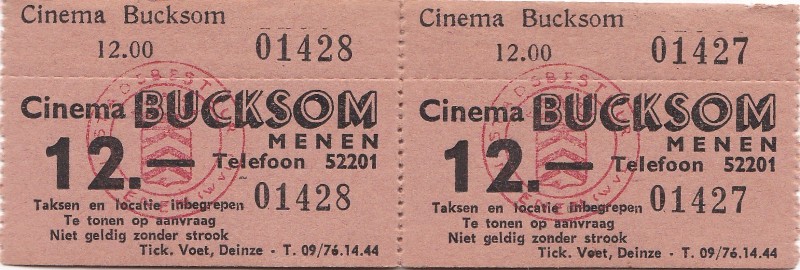 Cinema Bucksom
12.00 01428
Cinema BUCKSOM
MENEN
12.— Telefoon 52201
01428
Taksen en locatie inbegrepen
Te tonen op aanvraag
Niet geldig zonder strook
Tick. Voet, Deinze - T. 09/76.14.44
Cinema Bucksom
12.00 01427
Cinema BUCKSOM
MENEN
12.— Telefoon 52201
01427
Taksen en locatie inbegrepen
Te tonen op aanvraag
Niet geldig zonder strook
Tick. Voet, Deinze - T. 09/76.14.44